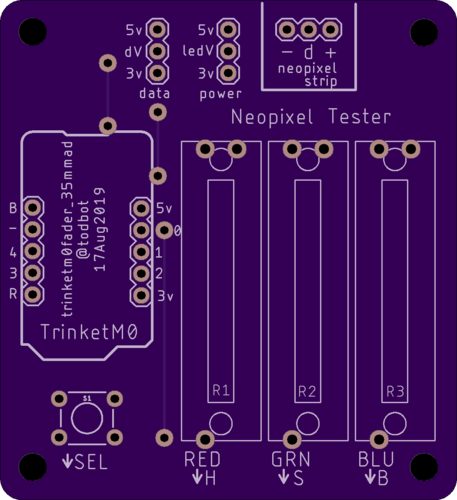 5v 5v
dV ledV
3v 3v
data power
- d +
neopixel
strip
Neopixel Tester
trinketm0fader_35mmad
@todbot
17Aug2019
B 5v
- 0
4 1
3 2
R 3v
TrinketM0
R1 R2 R3
S1
↓SEL
RED GRN BLU
↓H ↓S ↓B